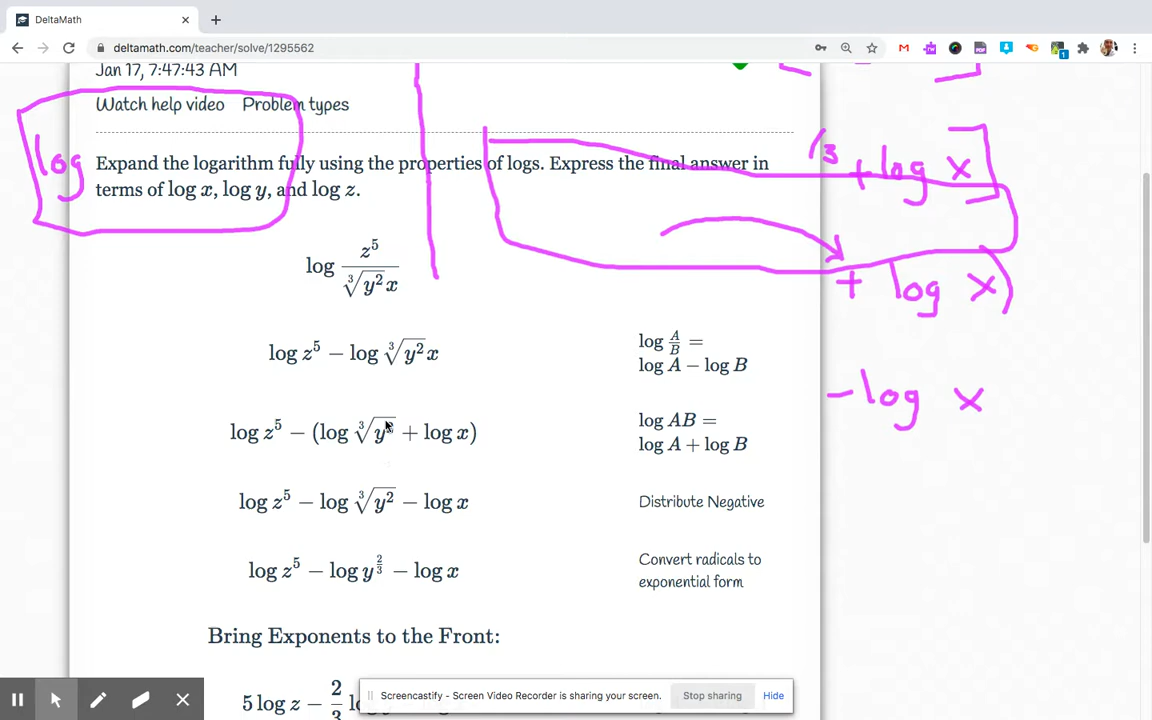 DeltaMath
deltamath.com/teacher/solve/1295562
Jan 17, 7:47:43 AM
Watch help video Problem types
log
Expand the logarithm fully using the properties of logs. Express the final answer in
terms of log x, log y, and log z.
1/3 + log x
log z^5 / ∛(y^2) x
+ log x)
log z^5 − log ∛(y^2) x
log A/B =
log A − log B
− log x
log z^5 − (log ∛(y^2) + log x)
log AB =
log A + log B
log z^5 − log ∛(y^2) − log x
Distribute Negative
log z^5 − log y^(2/3) − log x
Convert radicals to
exponential form
Bring Exponents to the Front:
5 log z − 2/3
Screencastify - Screen Video Recorder is sharing your screen. Stop sharing Hide